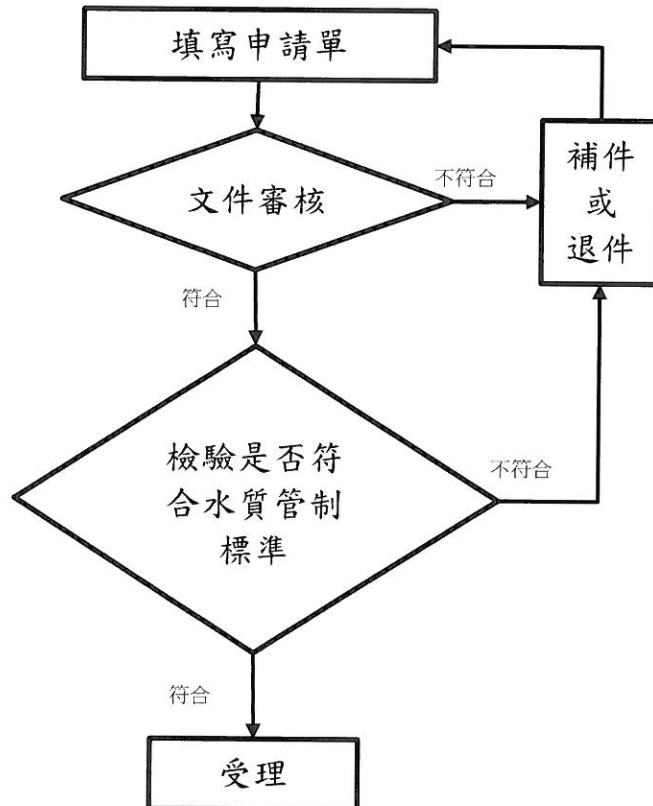 填寫申請單
文件審核
不符合
補件
或
退件
符合
檢驗是否符
合水質管制
標準
不符合
符合
受理